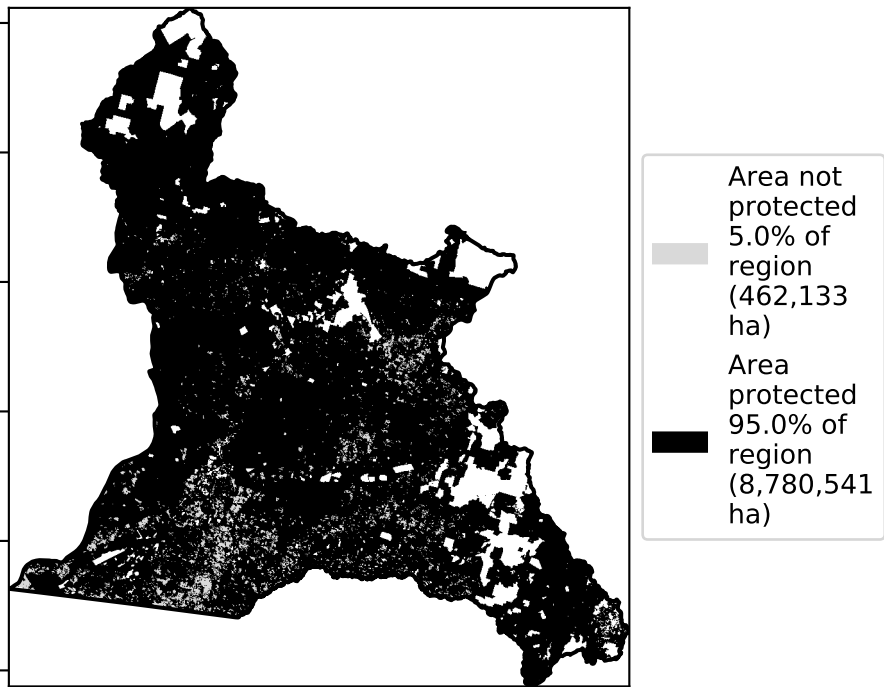 Area not
protected
5.0% of
region
(462,133
ha)
Area
protected
95.0% of
region
(8,780,541
ha)